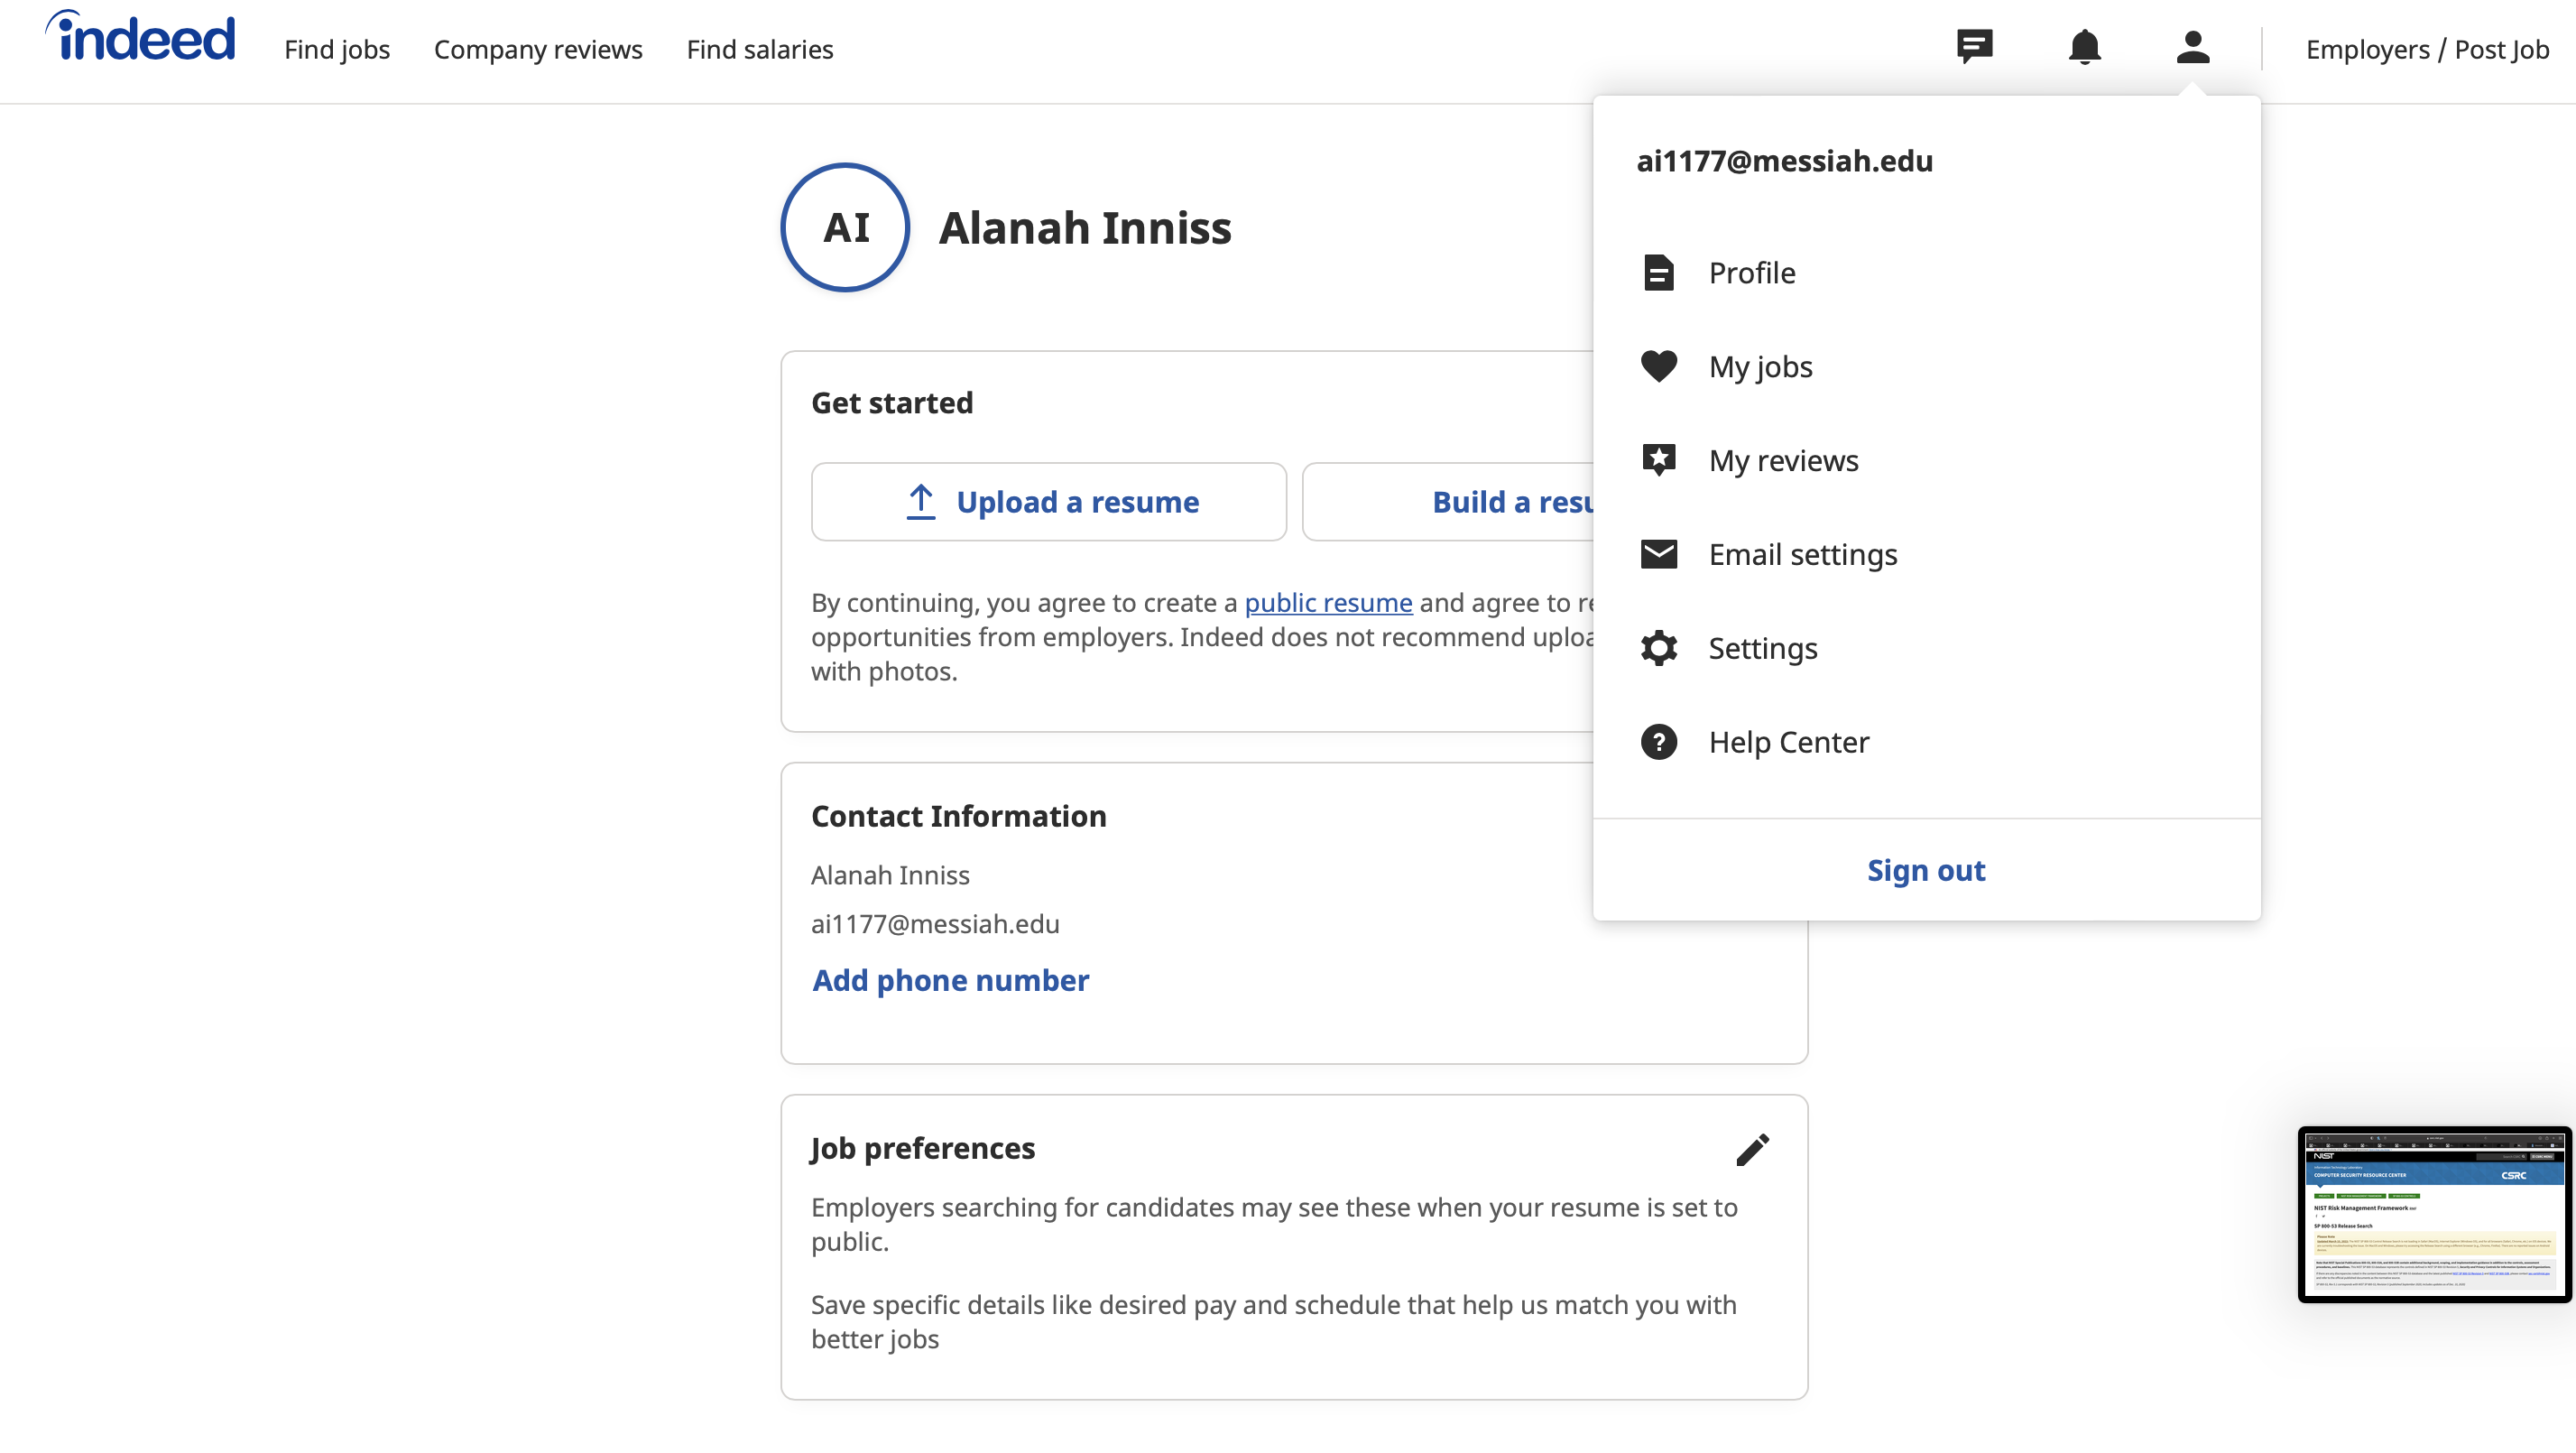 indeed
Find jobs
Company reviews
Find salaries
Employers / Post Job
AI
Alanah Inniss
Get started
Upload a resume
Build a resu
By continuing, you agree to create a public resume and agree to re
opportunities from employers. Indeed does not recommend uploa
with photos.
Contact Information
Alanah Inniss
ai1177@messiah.edu
Add phone number
Job preferences
Employers searching for candidates may see these when your resume is set to
public.
Save specific details like desired pay and schedule that help us match you with
better jobs
ai1177@messiah.edu
Profile
My jobs
My reviews
Email settings
Settings
Help Center
Sign out
NIST
COMPUTER SECURITY RESOURCE CENTER
CSRC
NIST Risk Management Framework
SP 800-53 Release Search